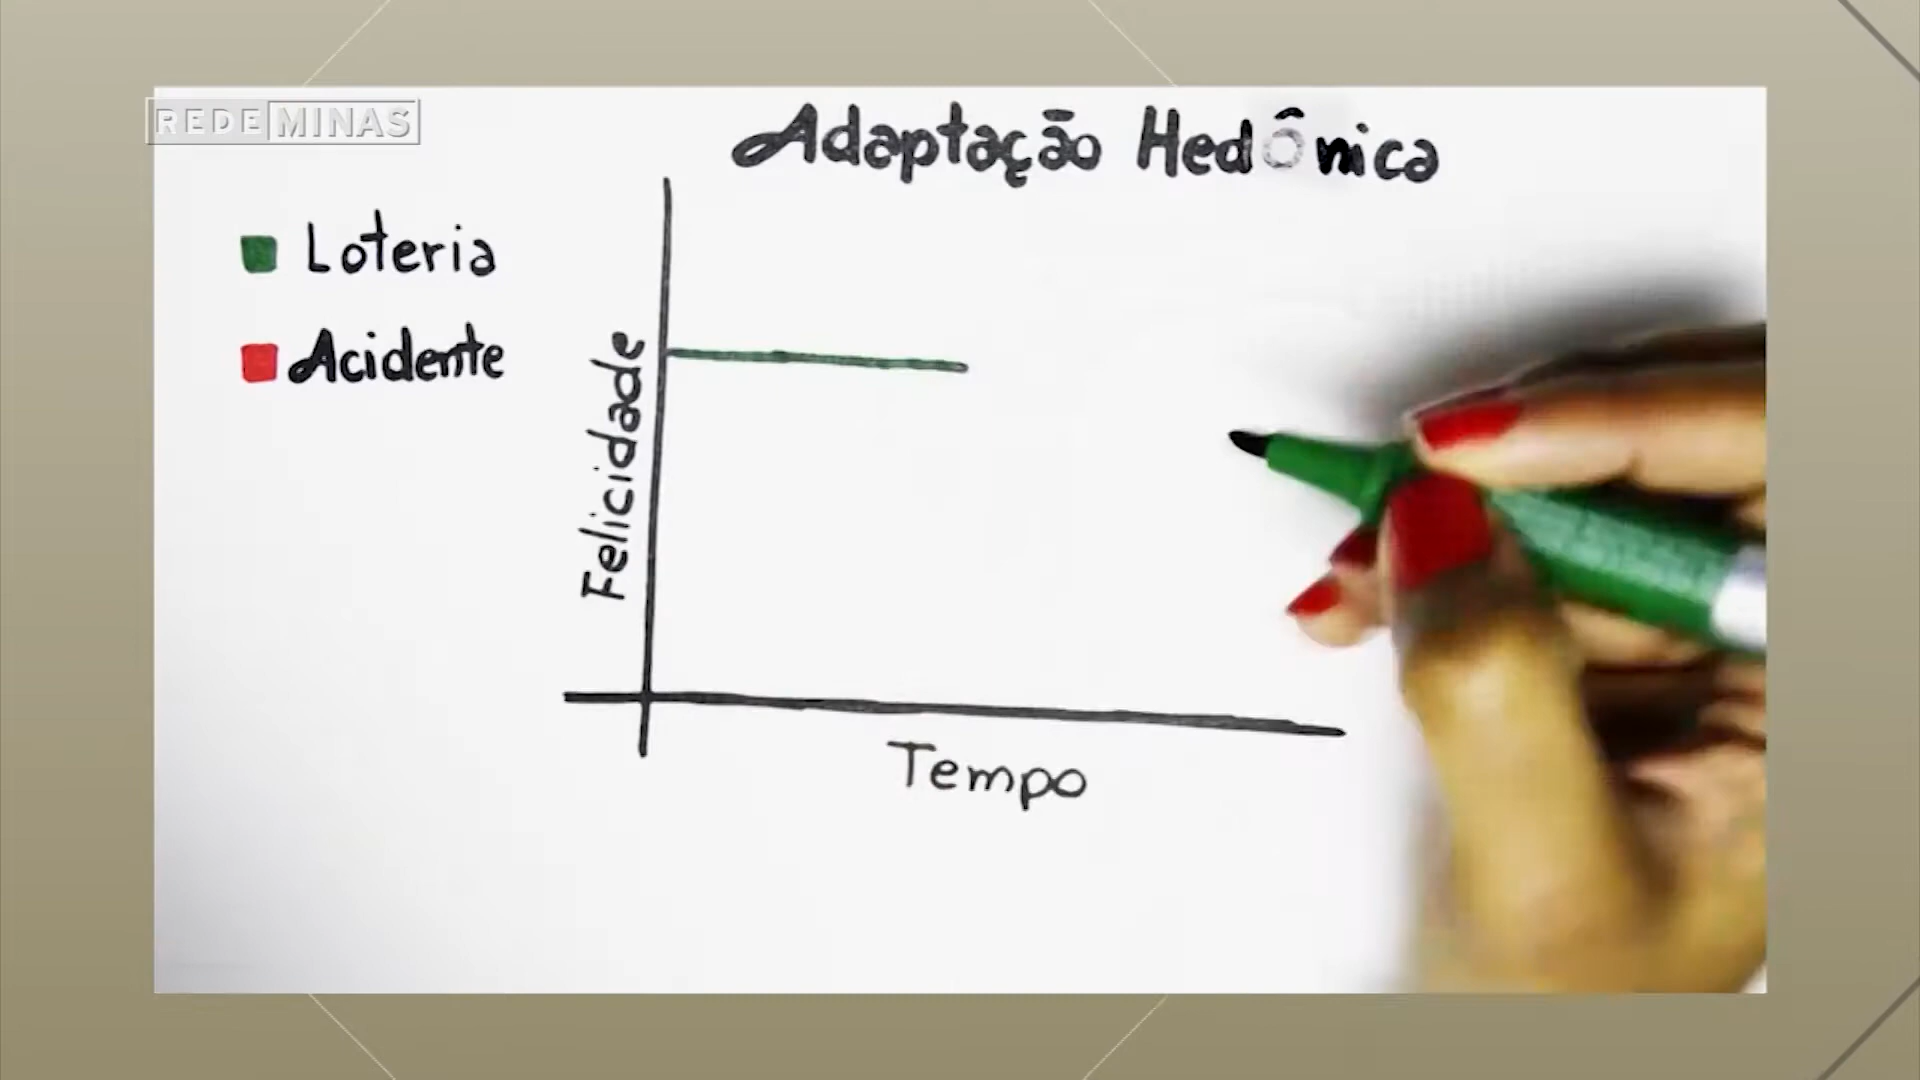 REDE MINAS
Adaptação Hedônica
Loteria
Acidente
Felicidade
Tempo